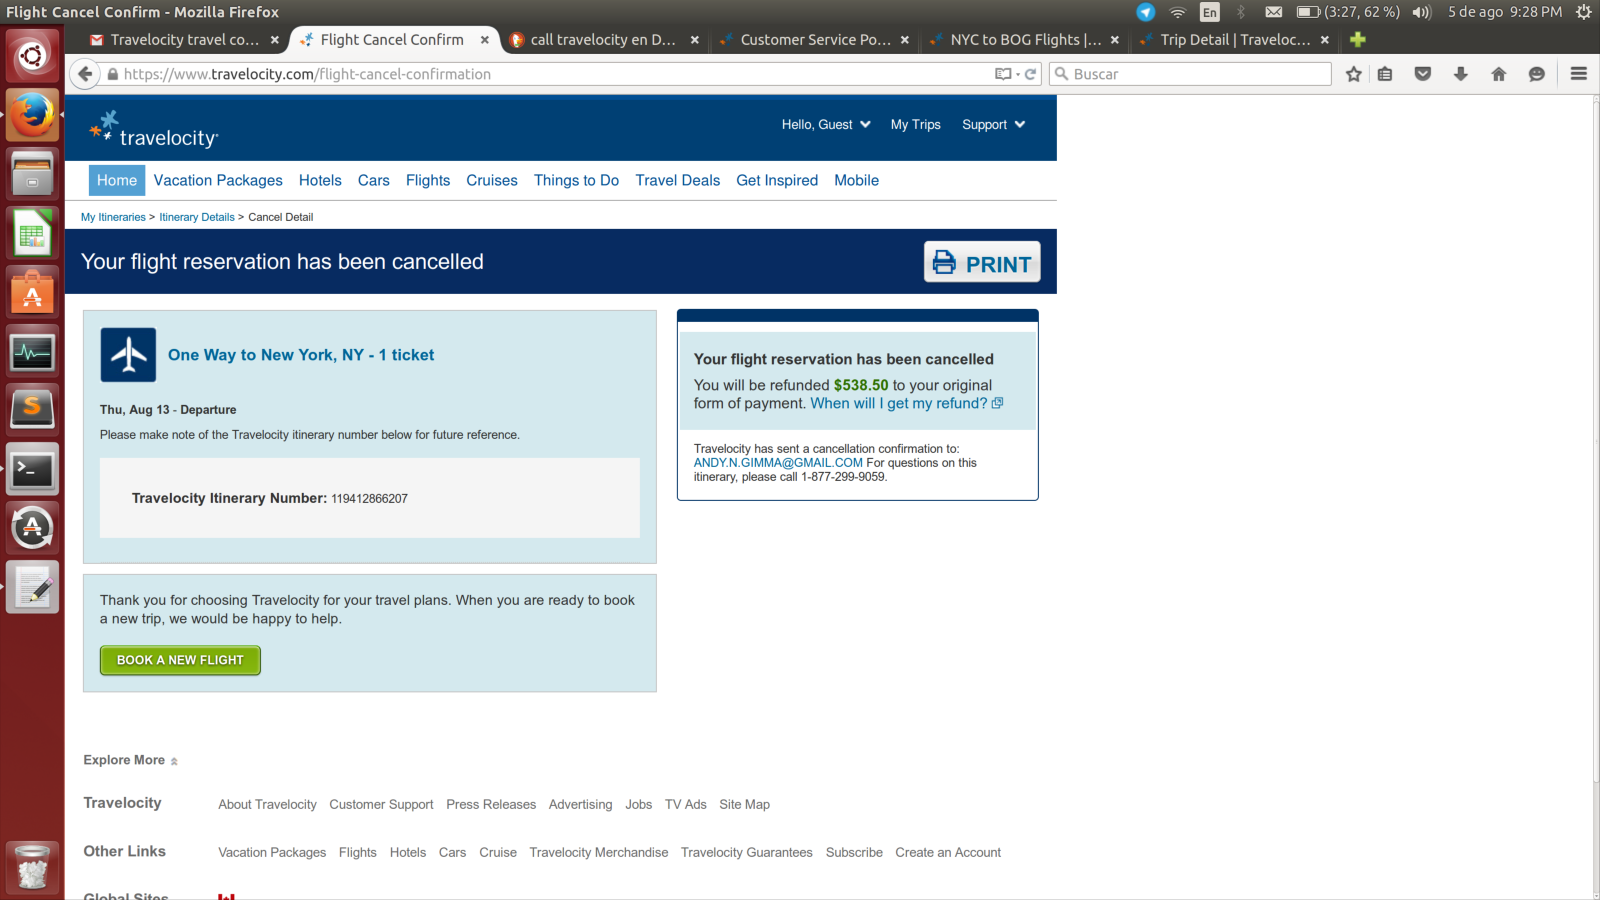 Flight Cancel Confirm - Mozilla Firefox
En
(3:27, 62 %)
5 de ago 9:28 PM
Travelocity travel co... ×
Flight Cancel Confirm ×
call travelocity en D... ×
Customer Service Po... ×
NYC to BOG Flights |... ×
Trip Detail | Traveloc... ×
https://www.travelocity.com/flight-cancel-confirmation
Buscar
travelocity
Hello, Guest
My Trips
Support
Home
Vacation Packages
Hotels
Cars
Flights
Cruises
Things to Do
Travel Deals
Get Inspired
Mobile
My Itineraries > Itinerary Details > Cancel Detail
Your flight reservation has been cancelled
PRINT
One Way to New York, NY - 1 ticket
Thu, Aug 13 - Departure
Please make note of the Travelocity itinerary number below for future reference.
Travelocity Itinerary Number: 119412866207
Your flight reservation has been cancelled
You will be refunded $538.50 to your original
form of payment. When will I get my refund?
Travelocity has sent a cancellation confirmation to:
ANDY.N.GIMMA@GMAIL.COM For questions on this
itinerary, please call 1-877-299-9059.
Thank you for choosing Travelocity for your travel plans. When you are ready to book
a new trip, we would be happy to help.
BOOK A NEW FLIGHT
Explore More
Travelocity
About Travelocity Customer Support Press Releases Advertising Jobs TV Ads Site Map
Other Links
Vacation Packages Flights Hotels Cars Cruise Travelocity Merchandise Travelocity Guarantees Subscribe Create an Account
Global Sites